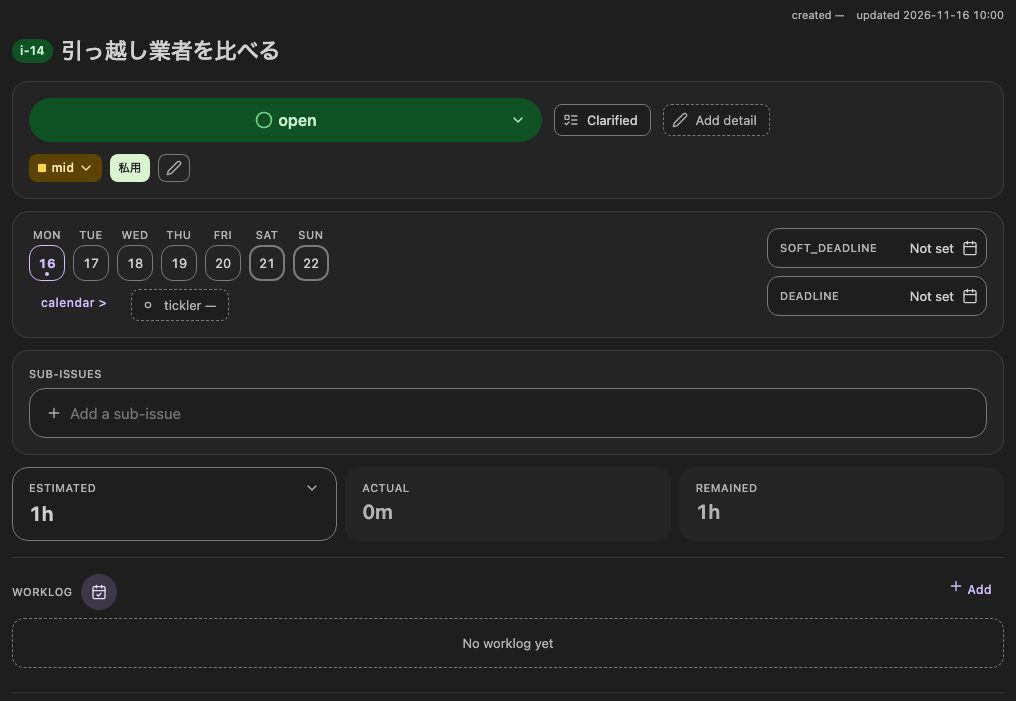 created — updated 2026-11-16 10:00
i-14 引っ越し業者を比べる
open
Clarified
Add detail
mid
私用
MON TUE WED THU FRI SAT SUN
16 17 18 19 20 21 22
calendar >
tickler —
SOFT_DEADLINE Not set
DEADLINE Not set
SUB-ISSUES
+ Add a sub-issue
ESTIMATED
1h
ACTUAL
0m
REMAINED
1h
WORKLOG
+ Add
No worklog yet